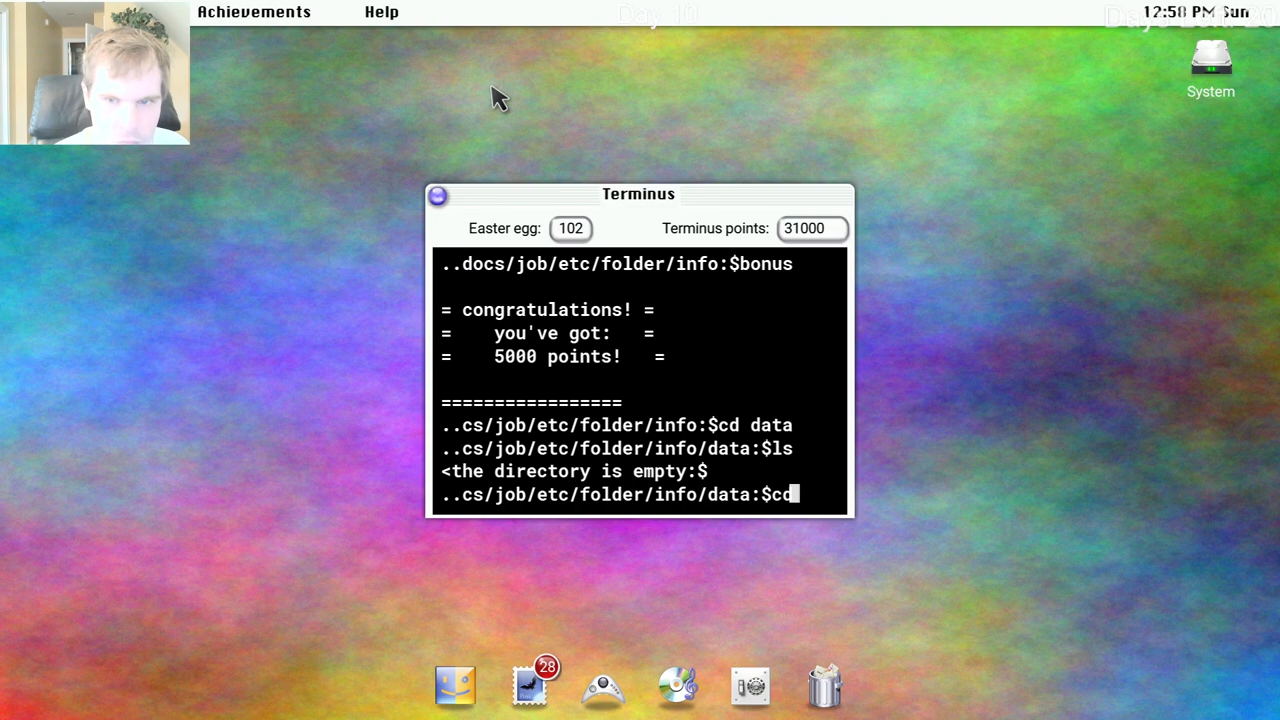 Achievements Help Day 10 12:58 PM Sun
System
Terminus
Easter egg: 102 Terminus points: 31000
..docs/job/etc/folder/info:$bonus
= congratulations! =
= you've got: =
= 5000 points! =
=================
..cs/job/etc/folder/info:$cd data
..cs/job/etc/folder/info/data:$ls
<the directory is empty:$
..cs/job/etc/folder/info/data:$cd
28